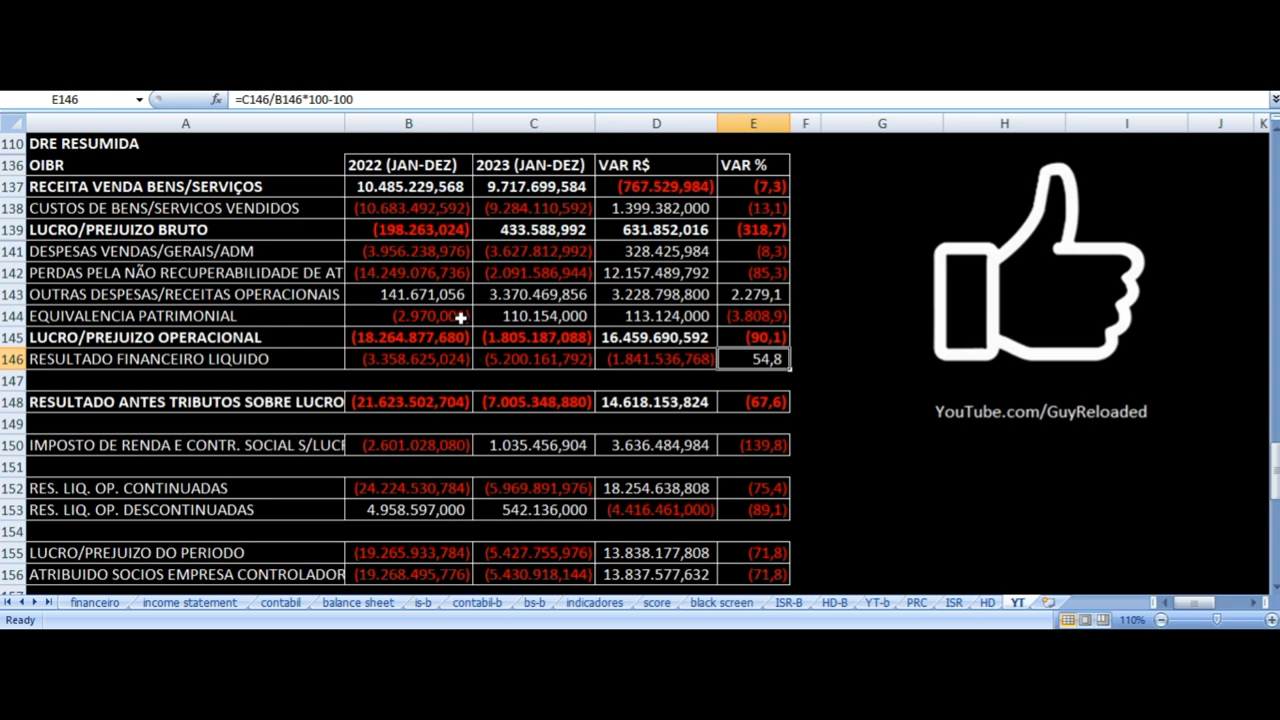 E146 fx =C146/B146*100-100
A B C D E F G H I J K
110 DRE RESUMIDA
136 OIBR 2022 (JAN-DEZ) 2023 (JAN-DEZ) VAR R$ VAR %
137 RECEITA VENDA BENS/SERVIÇOS 10.485.229,568 9.717.699,584 (767.529,984) (7,3)
138 CUSTOS DE BENS/SERVICOS VENDIDOS (10.683.492,592) (9.284.110,592) 1.399.382,000 (13,1)
139 LUCRO/PREJUIZO BRUTO (198.263,024) 433.588,992 631.852,016 (318,7)
141 DESPESAS VENDAS/GERAIS/ADM (3.956.238,976) (3.627.812,992) 328.425,984 (8,3)
142 PERDAS PELA NÃO RECUPERABILIDADE DE AT (14.249.076,736) (2.091.586,944) 12.157.489,792 (85,3)
143 OUTRAS DESPESAS/RECEITAS OPERACIONAIS 141.671,056 3.370.469,856 3.228.798,800 2.279,1
144 EQUIVALENCIA PATRIMONIAL 110.154,000 113.124,000 (3.808,9)
145 LUCRO/PREJUIZO OPERACIONAL (18.264.877,680) (1.805.187,088) 16.459.690,592 (90,1)
146 RESULTADO FINANCEIRO LIQUIDO (3.358.625,024) (5.200.161,792) (1.841.536,768) 54,8
147
148 RESULTADO ANTES TRIBUTOS SOBRE LUCRO (21.623.502,704) (7.005.348,880) 14.618.153,824 (67,6)
149
150 IMPOSTO DE RENDA E CONTR. SOCIAL S/LUCR (2.601.028,080) 1.035.456,904 3.636.484,984 (139,8)
151
152 RES. LIQ. OP. CONTINUADAS (24.224.530,784) (5.969.891,976) 18.254.638,808 (75,4)
153 RES. LIQ. OP. DESCONTINUADAS 4.958.597,000 542.136,000 (4.416.461,000) (89,1)
154
155 LUCRO/PREJUIZO DO PERIODO (19.265.933,784) (5.427.755,976) 13.838.177,808 (71,8)
156 ATRIBUIDO SOCIOS EMPRESA CONTROLADOR (19.268.495,776) (5.430.918,144) 13.837.577,632 (71,8)
YouTube.com/GuyReloaded
financeiro income statement contabil balance sheet is-b contabil-b bs-b indicadores score black screen ISR-B HD-B YT-b PRC ISR HD YT
Ready 110%